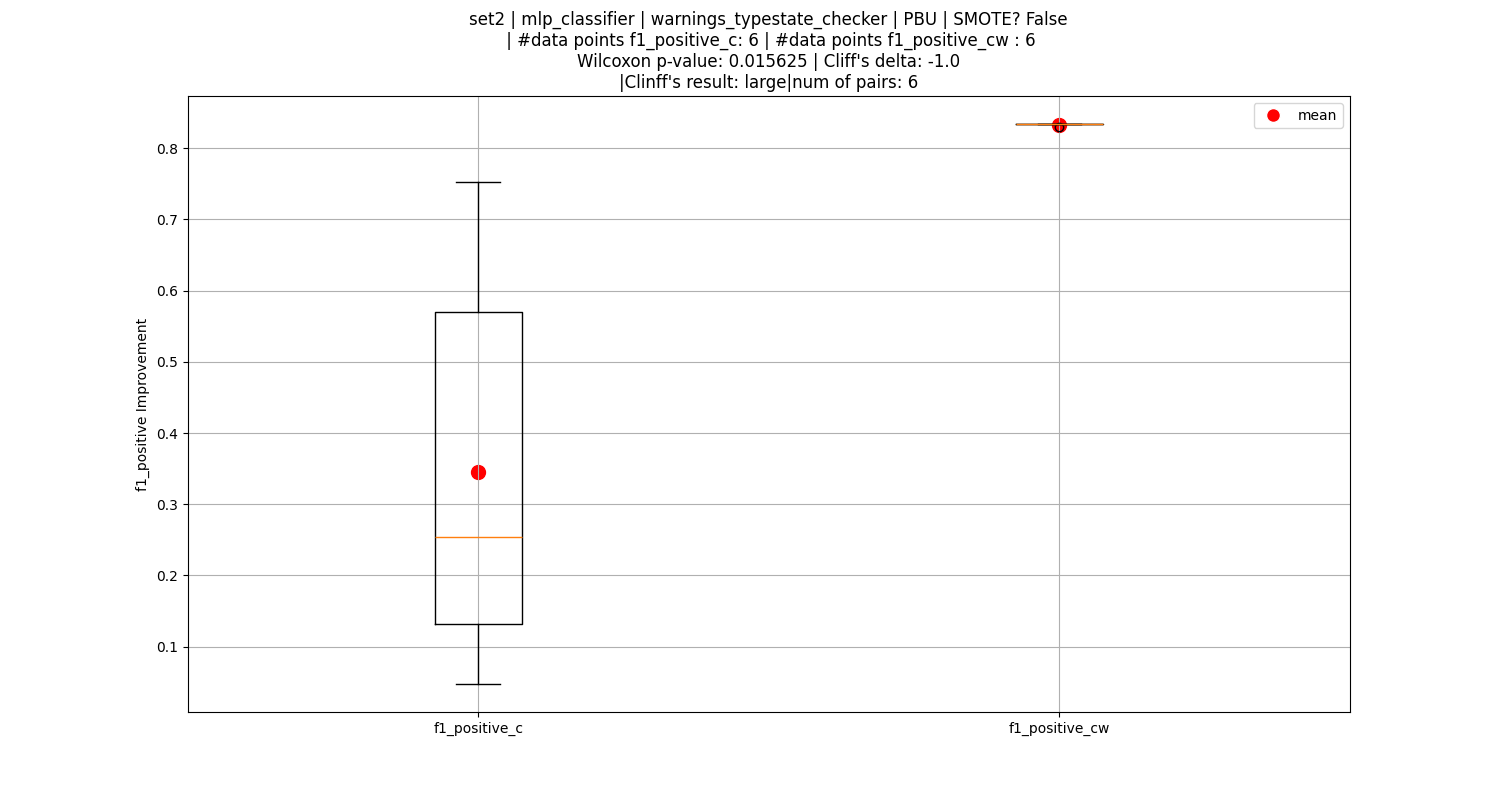 set2 | mlp_classifier | warnings_typestate_checker | PBU | SMOTE? False
| #data points f1_positive_c: 6 | #data points f1_positive_cw : 6
Wilcoxon p-value: 0.015625 | Cliff's delta: -1.0
|Clinff's result: large|num of pairs: 6
mean
0.8
0.7
0.6
0.5
0.4
0.3
0.2
0.1
f1_positive Improvement
f1_positive_c
f1_positive_cw